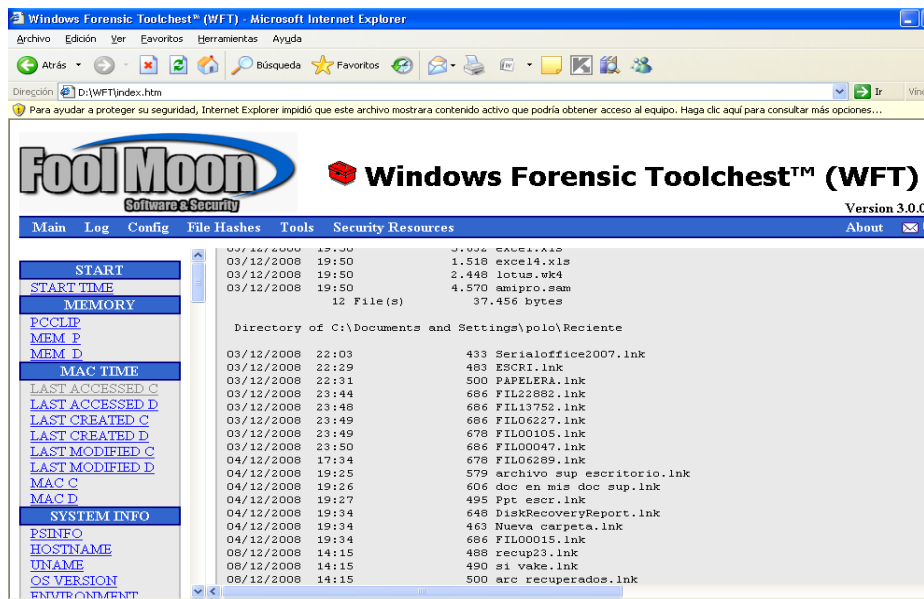 Windows Forensic Toolchest™ (WFT) - Microsoft Internet Explorer
Archivo Edición Ver Favoritos Herramientas Ayuda
Atrás Búsqueda Favoritos
Dirección D:\WFT\index.htm Ir
Para ayudar a proteger su seguridad, Internet Explorer impidió que este archivo mostrara contenido activo que podría obtener acceso al equipo. Haga clic aquí para consultar más opciones...
FOOL MOON
Software & Security
Windows Forensic Toolchest™ (WFT)
Version 3.0.0
Main Log Config File Hashes Tools Security Resources About
START
START TIME
MEMORY
PCCLIP
MEM P
MEM D
MAC TIME
LAST ACCESSED C
LAST ACCESSED D
LAST CREATED C
LAST CREATED D
LAST MODIFIED C
LAST MODIFIED D
MAC C
MAC D
SYSTEM INFO
PSINFO
HOSTNAME
UNAME
OS VERSION
ENVIRONMENT
03/12/2008 19:50 excel.xls
03/12/2008 19:50 1.518 excel4.xls
03/12/2008 19:50 2.448 lotus.wk4
03/12/2008 19:50 4.570 amipro.sam
12 File(s) 37.456 bytes
Directory of C:\Documents and Settings\polo\Reciente
03/12/2008 22:03 433 Serialoffice2007.lnk
03/12/2008 22:29 483 ESCRI.lnk
03/12/2008 22:31 500 PAPELERA.lnk
03/12/2008 23:44 686 FIL22882.lnk
03/12/2008 23:48 686 FIL13752.lnk
03/12/2008 23:49 686 FIL06227.lnk
03/12/2008 23:49 678 FIL00105.lnk
03/12/2008 23:50 686 FIL00047.lnk
04/12/2008 17:34 678 FIL06289.lnk
04/12/2008 19:25 579 archivo sup escritorio.lnk
04/12/2008 19:26 606 doc en mis doc sup.lnk
04/12/2008 19:27 495 Ppt escr.lnk
04/12/2008 19:34 648 DiskRecoveryReport.lnk
04/12/2008 19:34 463 Nueva carpeta.lnk
04/12/2008 19:34 686 FIL00015.lnk
08/12/2008 14:15 488 recup23.lnk
08/12/2008 14:15 490 si vake.lnk
08/12/2008 14:15 500 arc recuperados.lnk